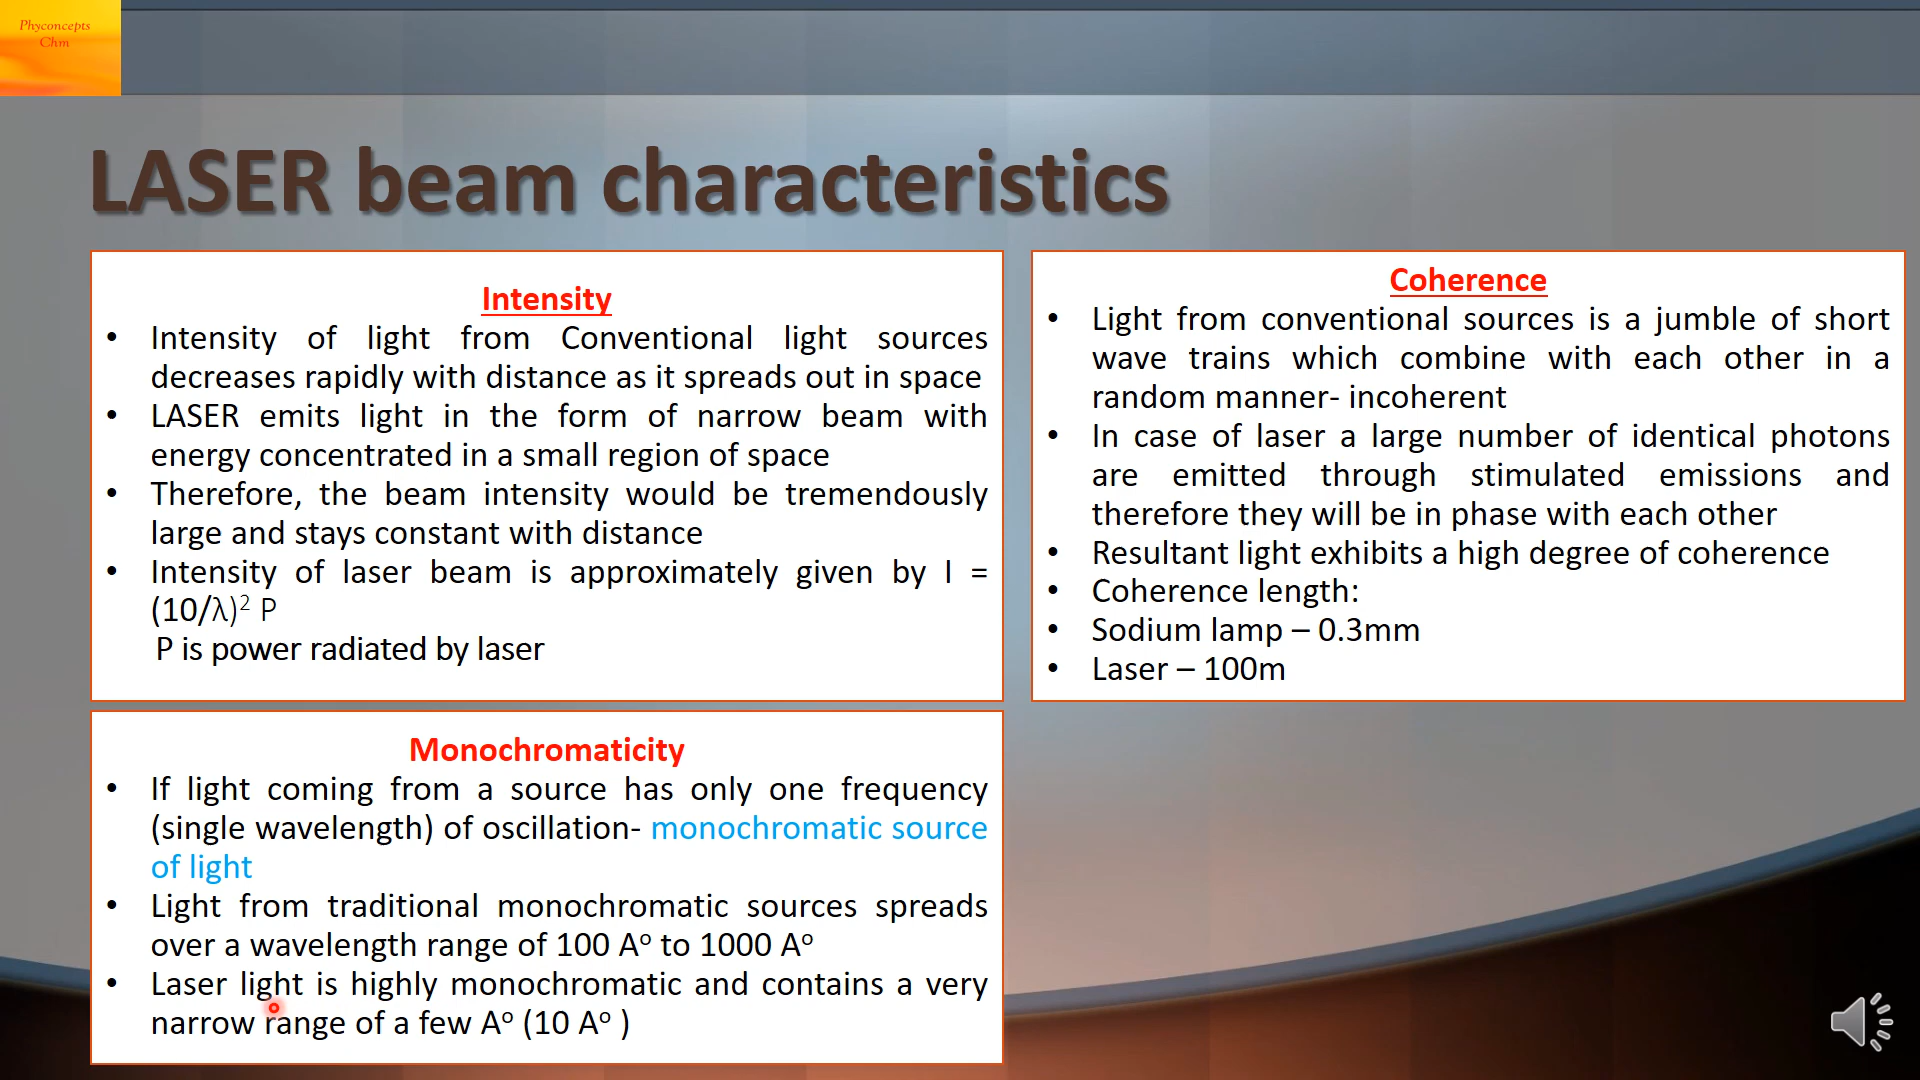 Phyconcepts
Chm
LASER beam characteristics
Intensity
• Intensity of light from Conventional light sources
decreases rapidly with distance as it spreads out in space
• LASER emits light in the form of narrow beam with
energy concentrated in a small region of space
• Therefore, the beam intensity would be tremendously
large and stays constant with distance
• Intensity of laser beam is approximately given by I =
(10/λ)² P
P is power radiated by laser
Coherence
• Light from conventional sources is a jumble of short
wave trains which combine with each other in a
random manner- incoherent
• In case of laser a large number of identical photons
are emitted through stimulated emissions and
therefore they will be in phase with each other
• Resultant light exhibits a high degree of coherence
• Coherence length:
• Sodium lamp – 0.3mm
• Laser – 100m
Monochromaticity
• If light coming from a source has only one frequency
(single wavelength) of oscillation- monochromatic source
of light
• Light from traditional monochromatic sources spreads
over a wavelength range of 100 Aᵒ to 1000 Aᵒ
• Laser light is highly monochromatic and contains a very
narrow range of a few Aᵒ (10 Aᵒ )